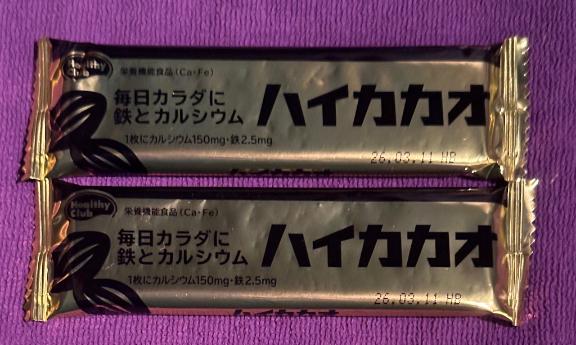 Healthy
Club
栄養機能食品(Ca・Fe)
毎日カラダに
鉄とカルシウム
ハイカカオ
1枚にカルシウム150mg・鉄2.5mg
26.03.11 HB
Healthy
Club
栄養機能食品(Ca・Fe)
毎日カラダに
鉄とカルシウム
ハイカカオ
1枚にカルシウム150mg・鉄2.5mg
26.03.11 HB